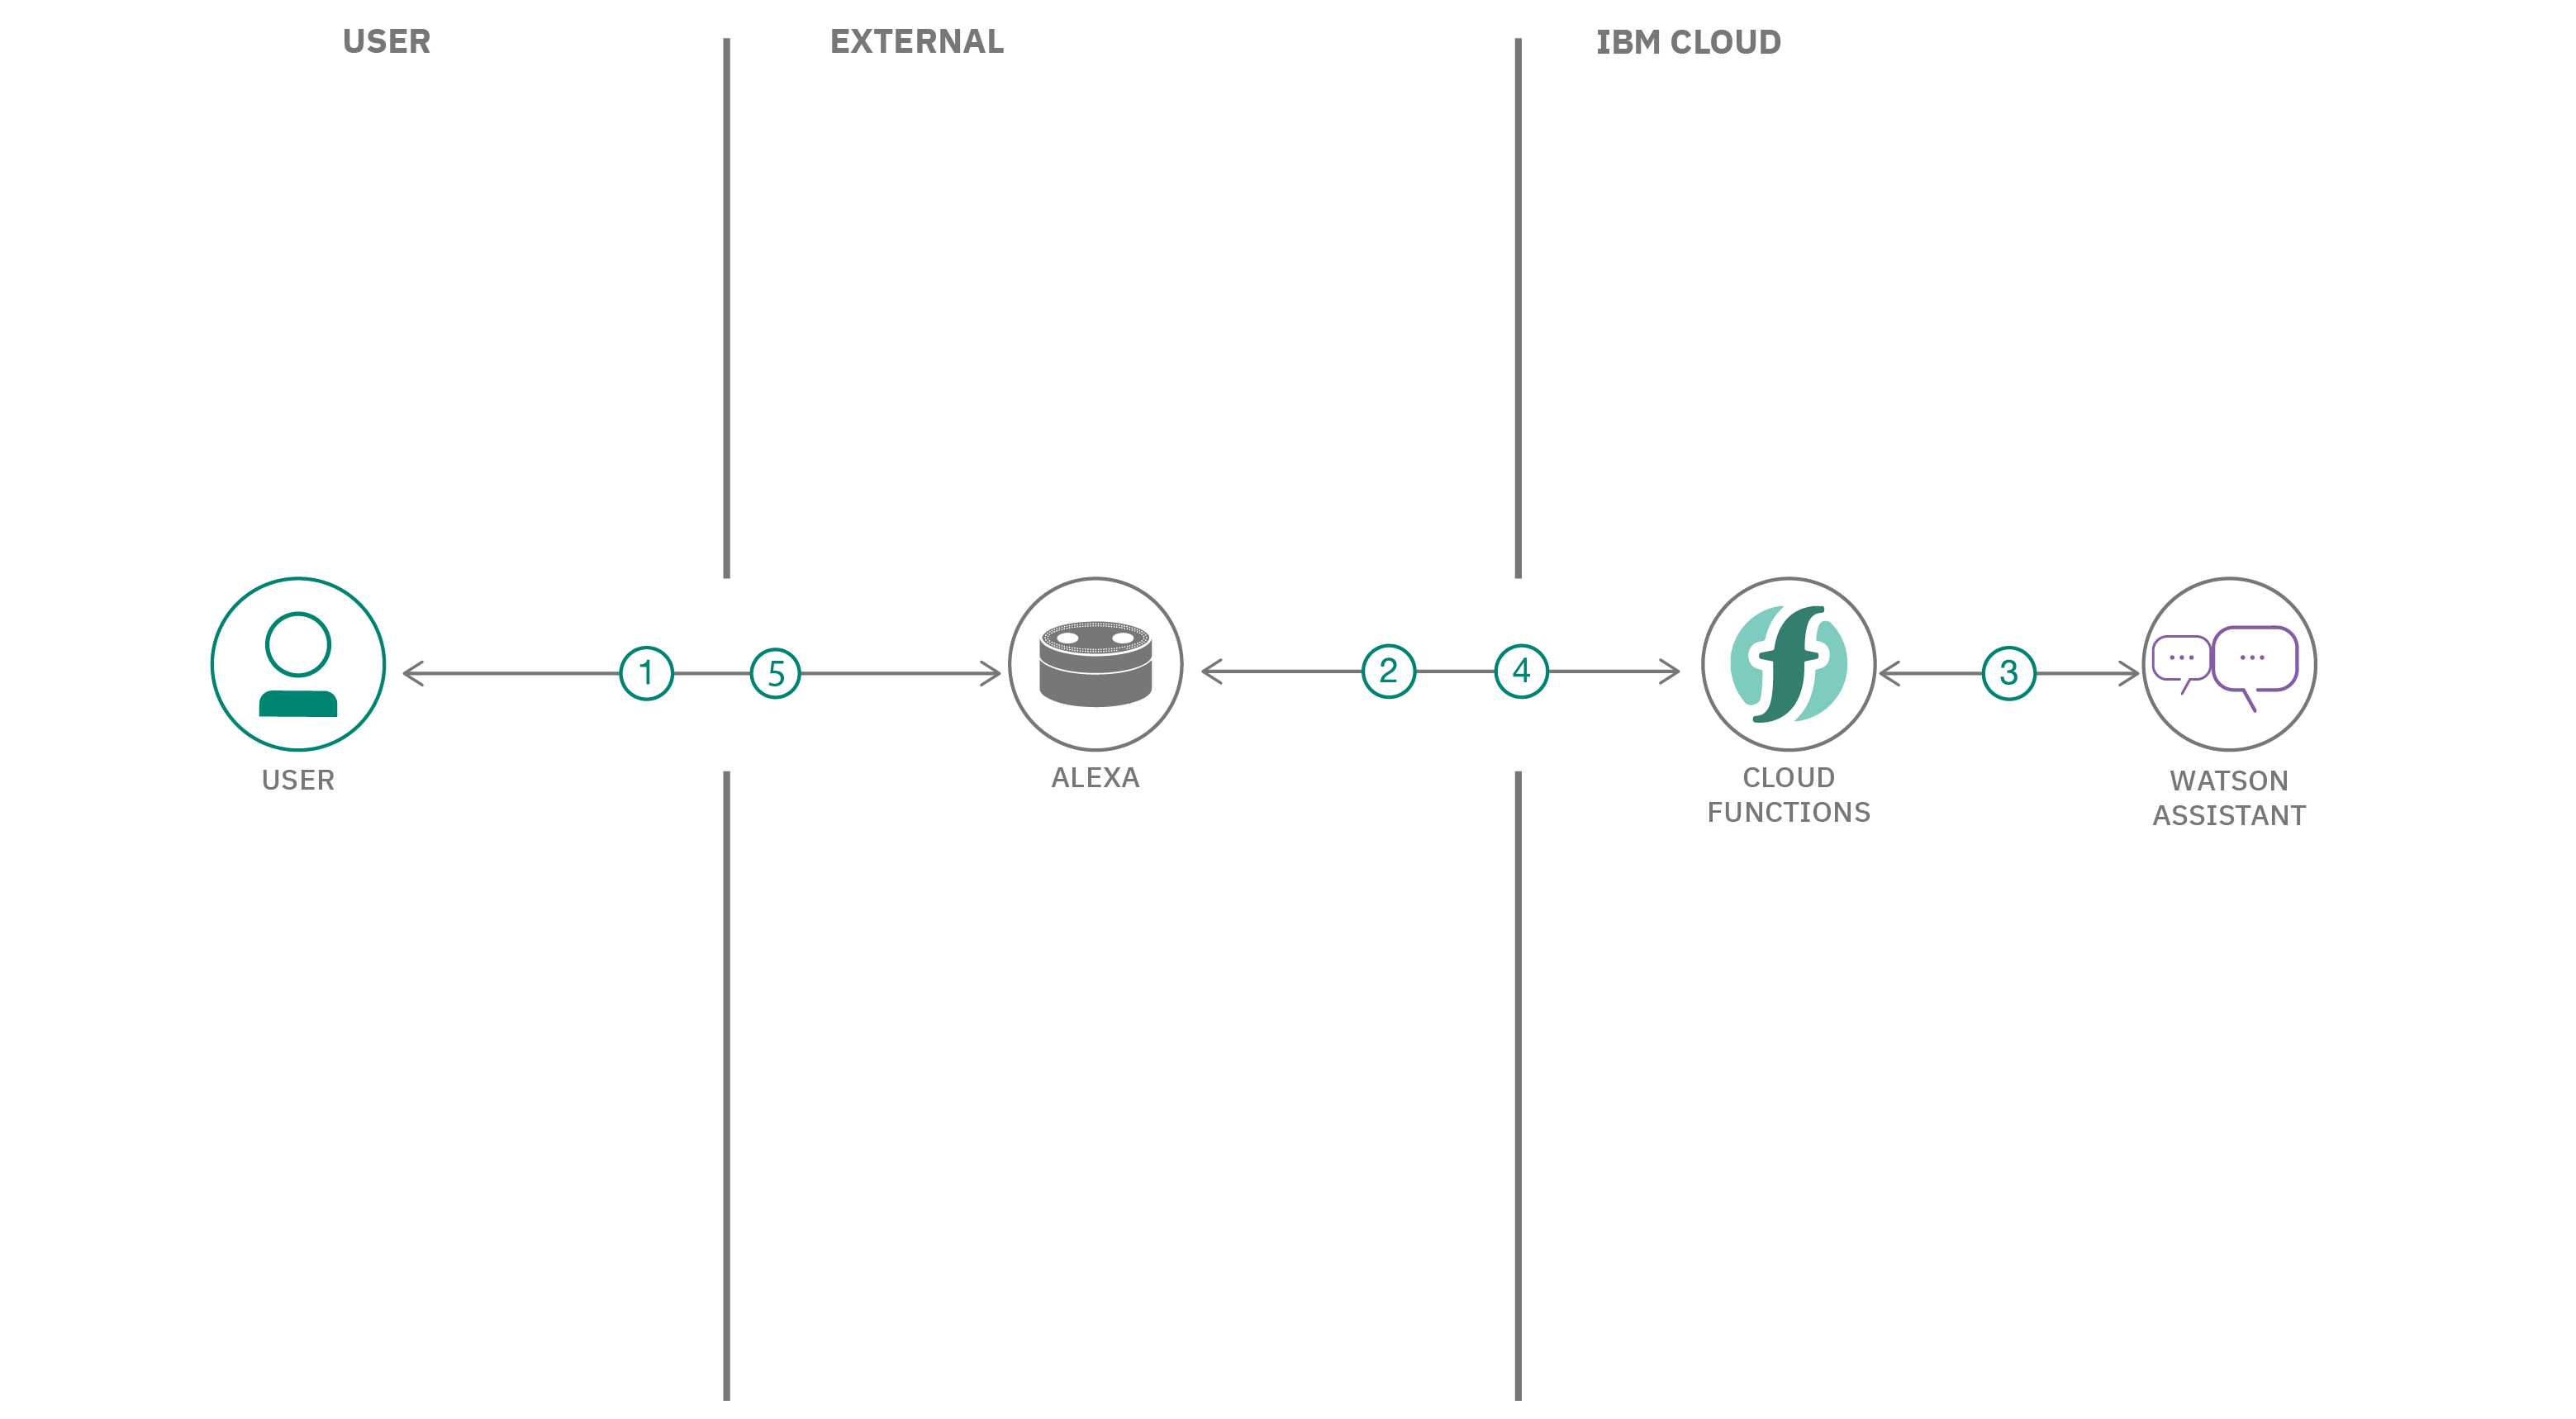 USER
EXTERNAL
IBM CLOUD
1
5
2
4
3
USER
ALEXA
CLOUD
FUNCTIONS
WATSON
ASSISTANT